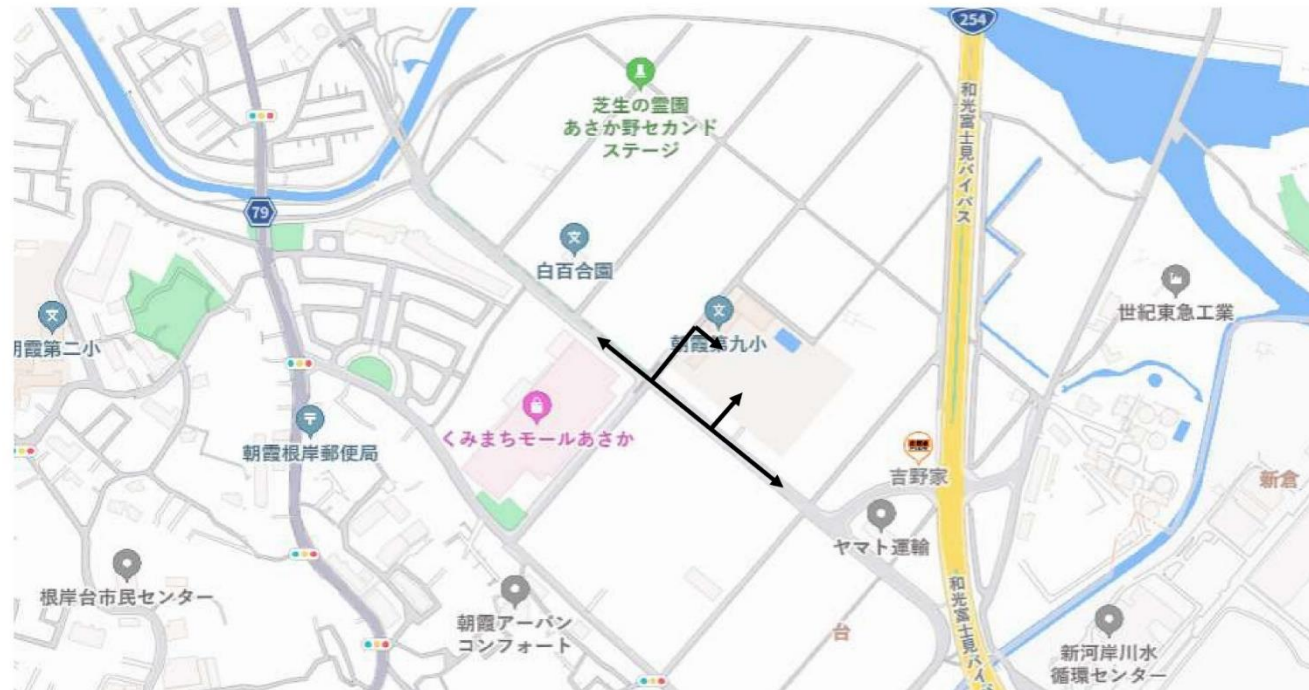 254
和光富士見バイパス
芝生の霊園
あさか野セカンド
ステージ
79
白百合園
世紀東急工業
朝霞第九小
朝霞第二小
くみまちモールあさか
朝霞根岸郵便局
吉野家
新倉
ヤマト運輸
根岸台市民センター
朝霞アーバン
コンフォート
台
和光富士見バイ
新河岸川水
循環センター